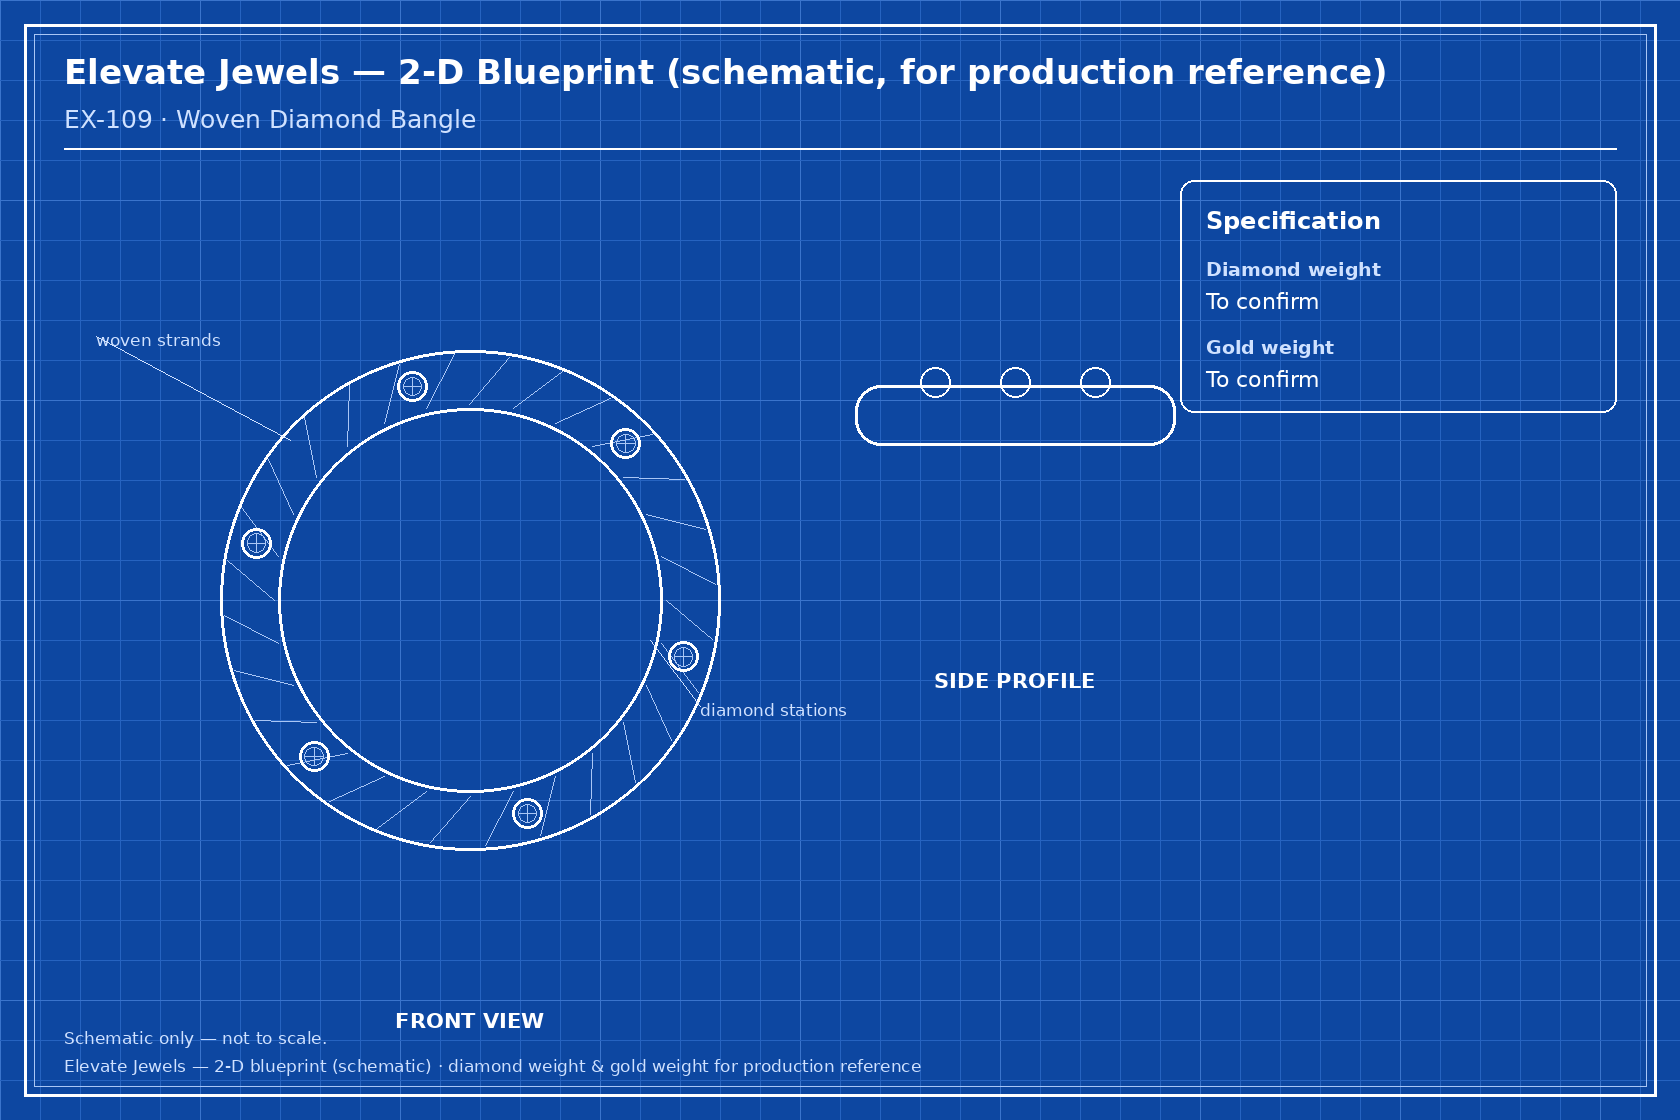 Elevate Jewels — 2-D Blueprint (schematic, for production reference)
EX-109 · Woven Diamond Bangle
Specification
Diamond weight
To confirm
Gold weight
To confirm
woven strands
diamond stations
SIDE PROFILE
FRONT VIEW
Schematic only — not to scale.
Elevate Jewels — 2-D blueprint (schematic) · diamond weight & gold weight for production reference